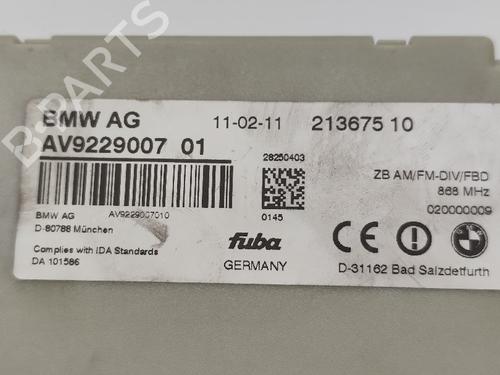 B-PARTS
BMW AG 11-02-11 213675 10
AV9229007 01
28250403
ZB AM/FM-DIV/FBD
868 MHz
020000009
AV9229007010
0145
BMW AG
D-80788 München
Complies with IDA Standards
DA 101586
fuba
GERMANY
CE
D-31162 Bad Salzdetfurth
BMW